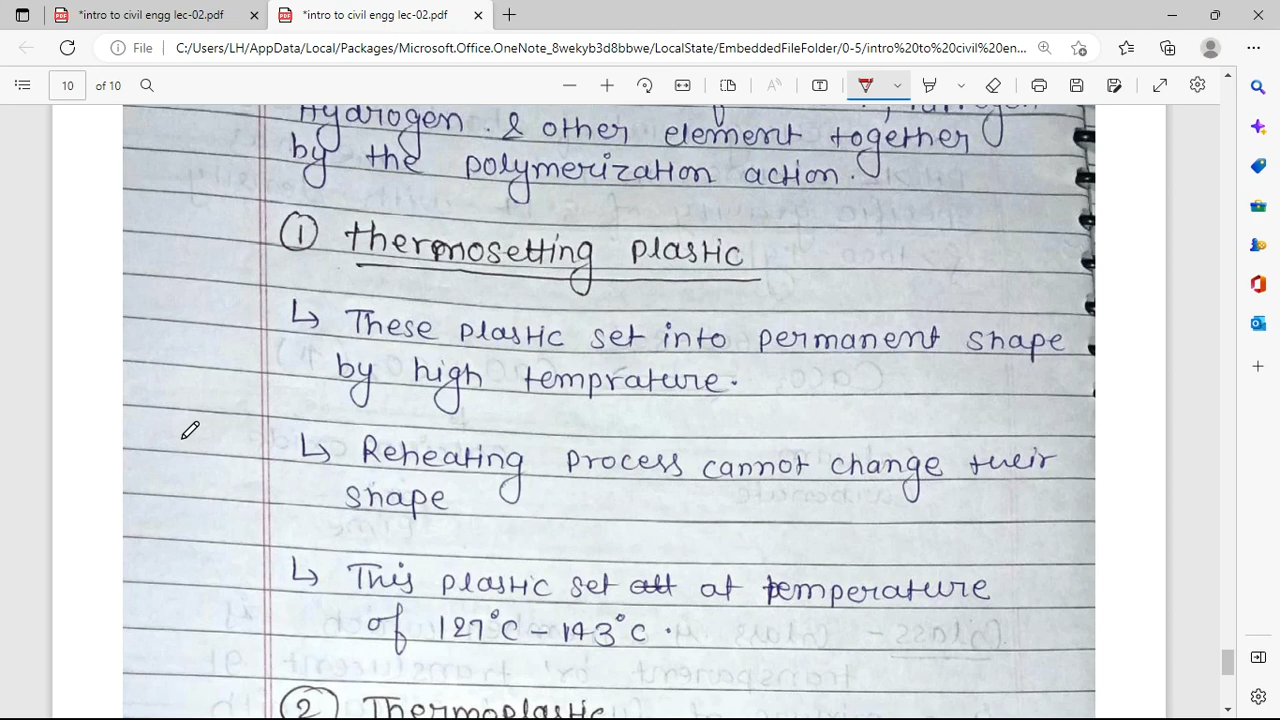 *intro to civil engg lec-02.pdf
*intro to civil engg lec-02.pdf
File
C:/Users/LH/AppData/Local/Packages/Microsoft.Office.OneNote_8wekyb3d8bbwe/LocalState/EmbeddedFileFolder/0-5/intro%20to%20civil%20en...
10 of 10
Hydrogen & other element together
by the polymerization action.
① thermosetting plastic
↳ These plastic set into permanent shape
by high temprature.
↳ Reheating process cannot change their
shape
↳ This plastic set at temperature
of 127°C - 143°C.
② Thermoplastic